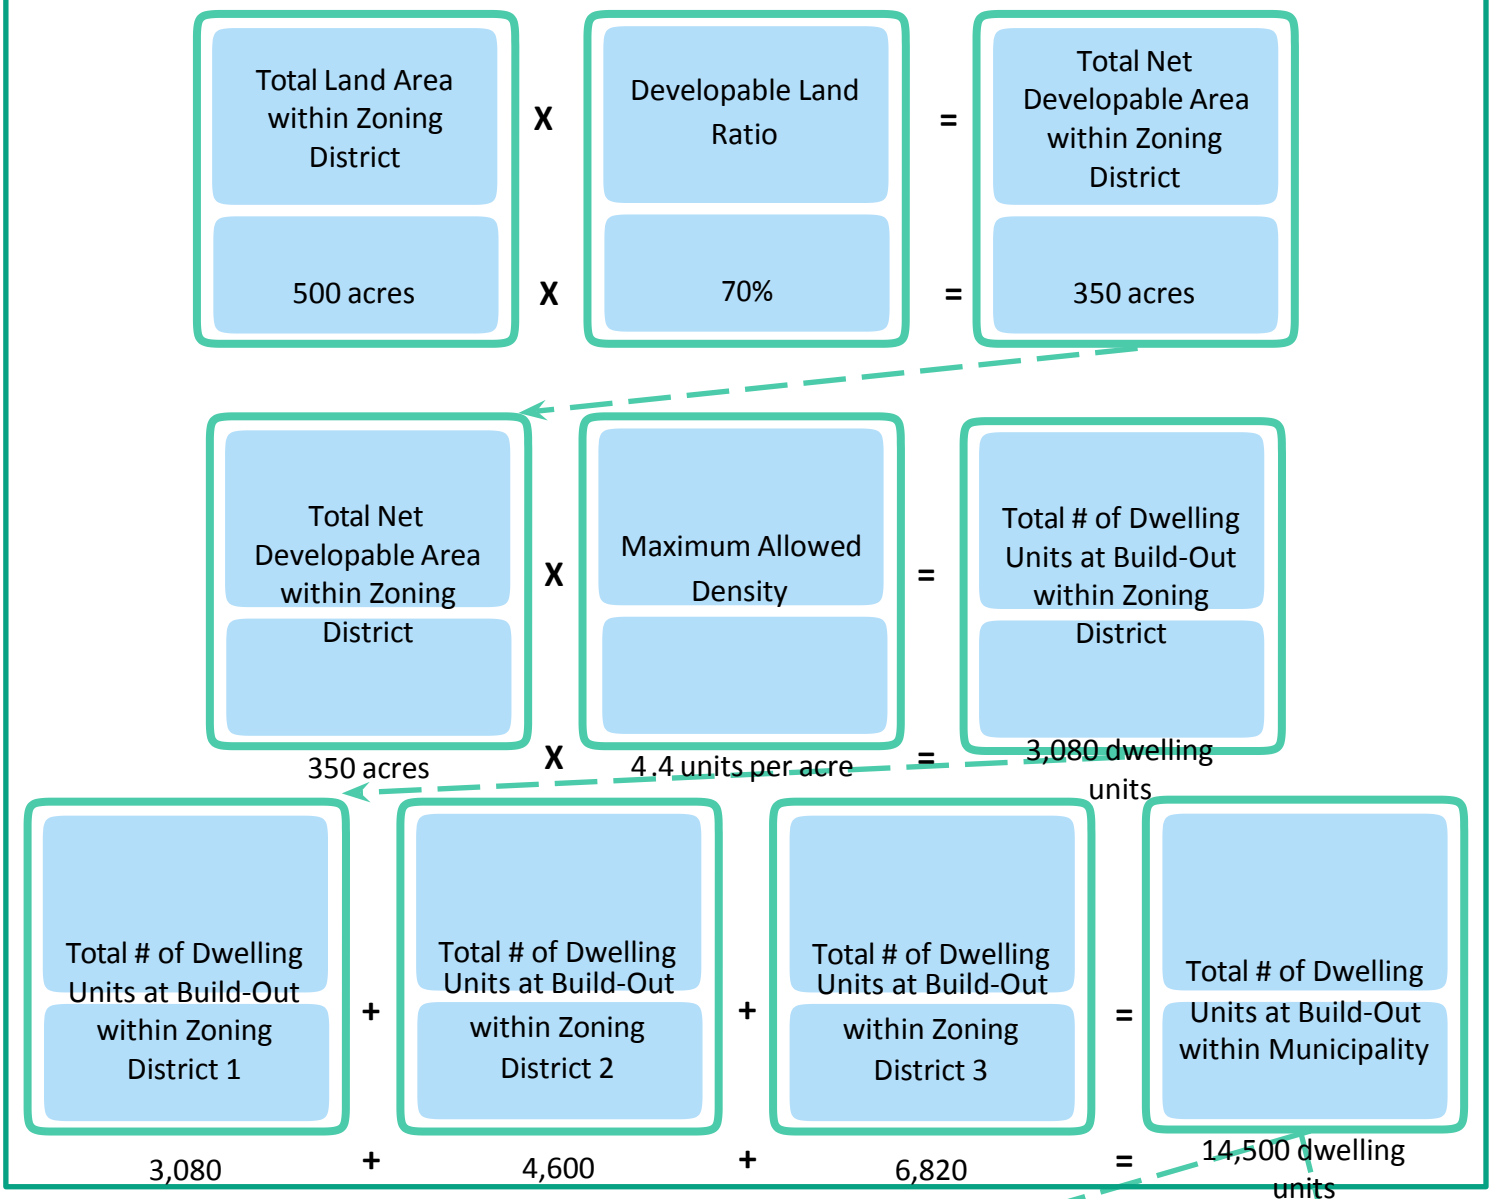 Total Land Area
within Zoning
District
X
Developable Land
Ratio
=
Total Net
Developable Area
within Zoning
District
500 acres
X
70%
=
350 acres
Total Net
Developable Area
within Zoning
District
X
Maximum Allowed
Density
=
Total # of Dwelling
Units at Build-Out
within Zoning
District
350 acres
X
4.4 units per acre
=
3,080 dwelling
units
Total # of Dwelling
Units at Build-Out
within Zoning
District 1
+
Total # of Dwelling
Units at Build-Out
within Zoning
District 2
+
Total # of Dwelling
Units at Build-Out
within Zoning
District 3
=
Total # of Dwelling
Units at Build-Out
within Municipality
3,080
+
4,600
+
6,820
=
14,500 dwelling
units